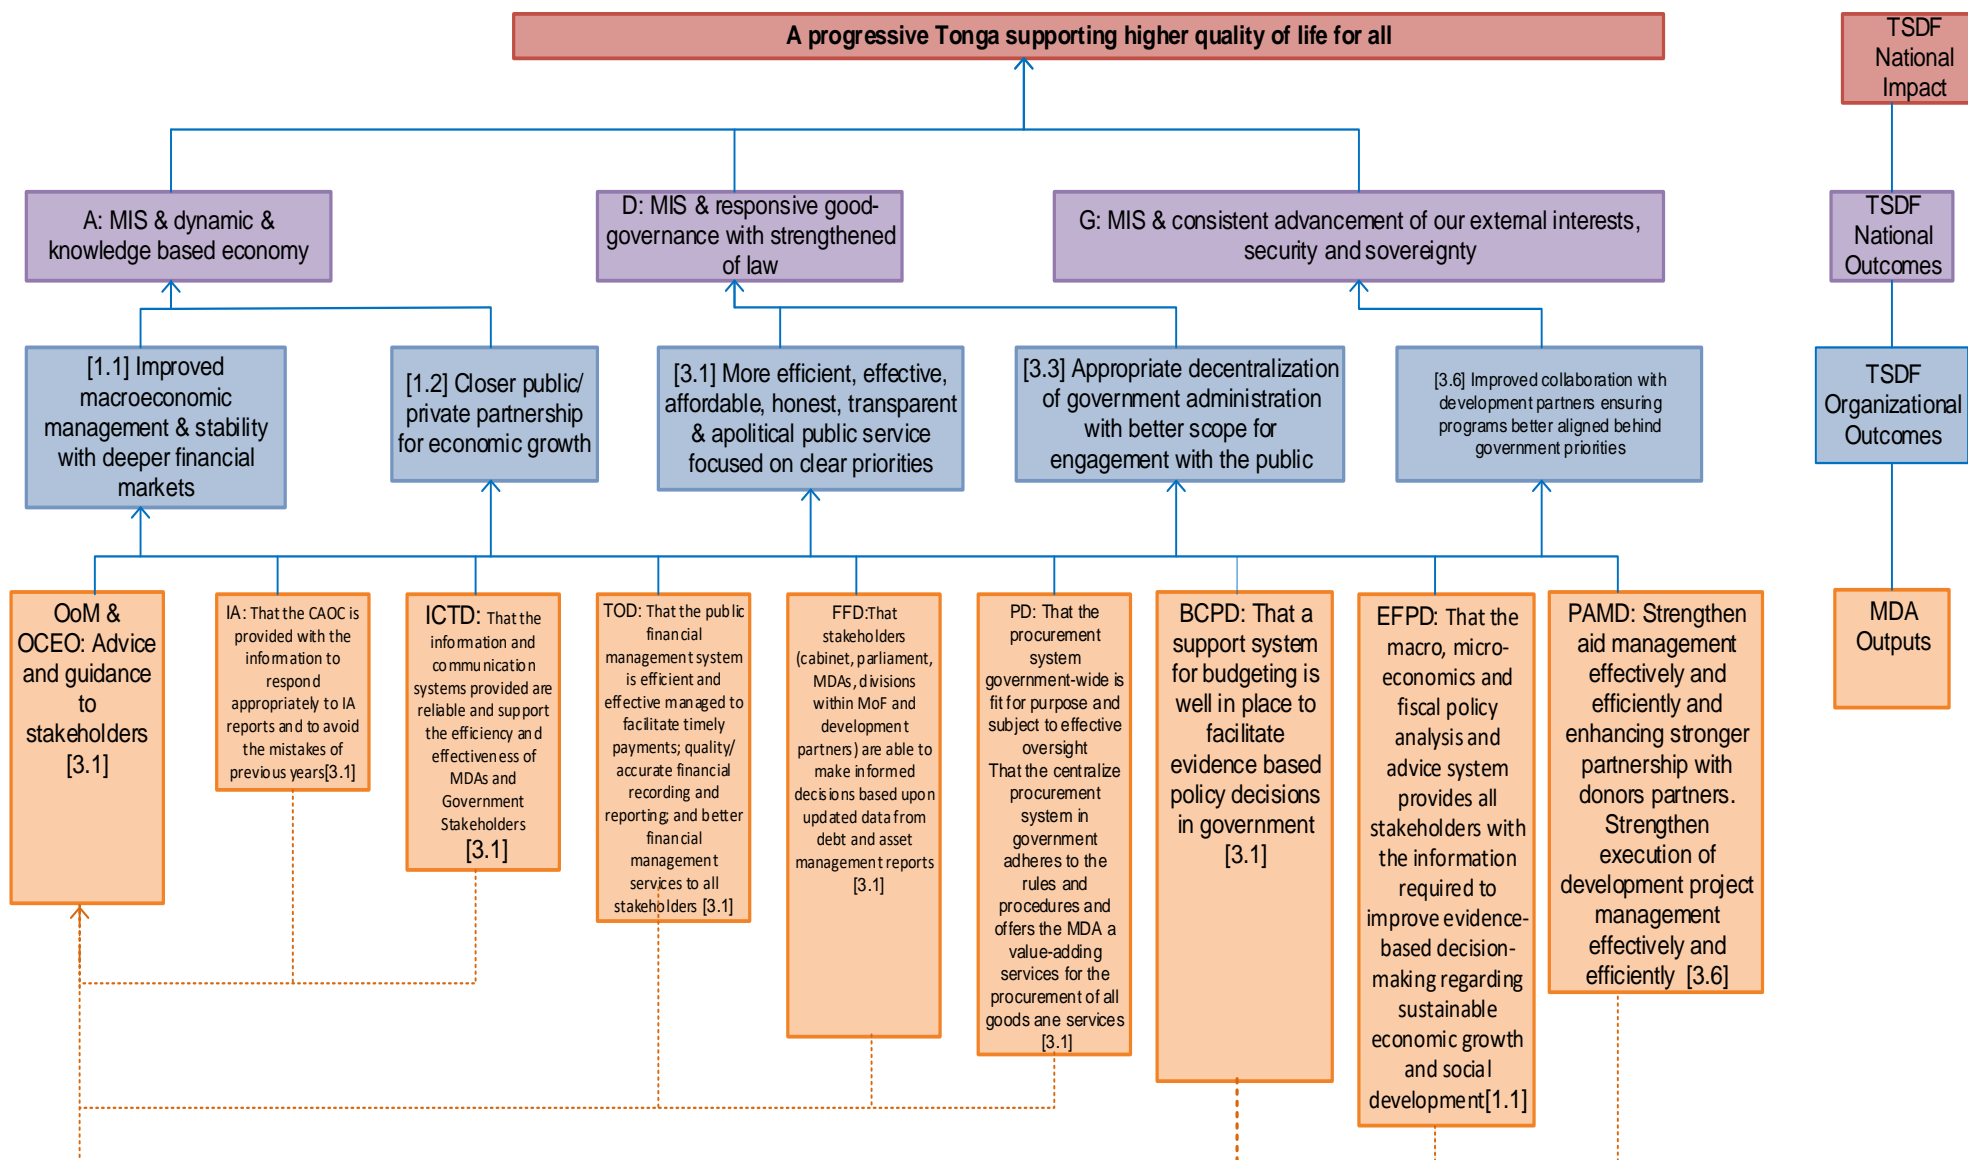 A progressive Tonga supporting higher quality of life for all
TSDF
National
Impact
A: MIS & dynamic &
knowledge based economy
D: MIS & responsive good-
governance with strengthened
of law
G: MIS & consistent advancement of our external interests,
security and sovereignty
TSDF
National
Outcomes
[1.1] Improved
macroeconomic
management & stability
with deeper financial
markets
[1.2] Closer public/
private partnership
for economic growth
[3.1] More efficient, effective,
affordable, honest, transparent
& apolitical public service
focused on clear priorities
[3.3] Appropriate decentralization
of government administration
with better scope for
engagement with the public
[3.6] Improved collaboration with
development partners ensuring
programs better aligned behind
government priorities
TSDF
Organizational
Outcomes
OoM &
OCEO: Advice
and guidance
to
stakeholders
[3.1]
IA: That the CAOC is
provided with the
information to
respond
appropriately to IA
reports and to avoid
the mistakes of
previous years[3.1]
ICTD: That the
information and
communication
systems provided are
reliable and support
the efficiency and
effectiveness of
MDAs and
Government
Stakeholders
[3.1]
TOD: That the public
financial
management system
is efficient and
effective managed to
facilitate timely
payments; quality/
accurate financial
recording and
reporting; and better
financial
management
services to all
stakeholders [3.1]
FFD:That
stakeholders
(cabinet, parliament,
MDAs, divisions
within MoF and
development
partners) are able to
make informed
decisions based upon
updated data from
debt and asset
management reports
[3.1]
PD: That the
procurement
system
government-wide is
fit for purpose and
subject to effective
oversight
That the centralize
procurement
system in
government
adheres to the
rules and
procedures and
offers the MDA a
value-adding
services for the
procurement of all
goods ane services
[3.1]
BCPD: That a
support system
for budgeting is
well in place to
facilitate
evidence based
policy decisions
in government
[3.1]
EFPD: That the
macro, micro-
economics and
fiscal policy
analysis and
advice system
provides all
stakeholders with
the information
required to
improve evidence-
based decision-
making regarding
sustainable
economic growth
and social
development[1.1]
PAMD: Strengthen
aid management
effectively and
efficiently and
enhancing stronger
partnership with
donors partners.
Strengthen
execution of
development project
management
effectively and
efficiently [3.6]
MDA
Outputs